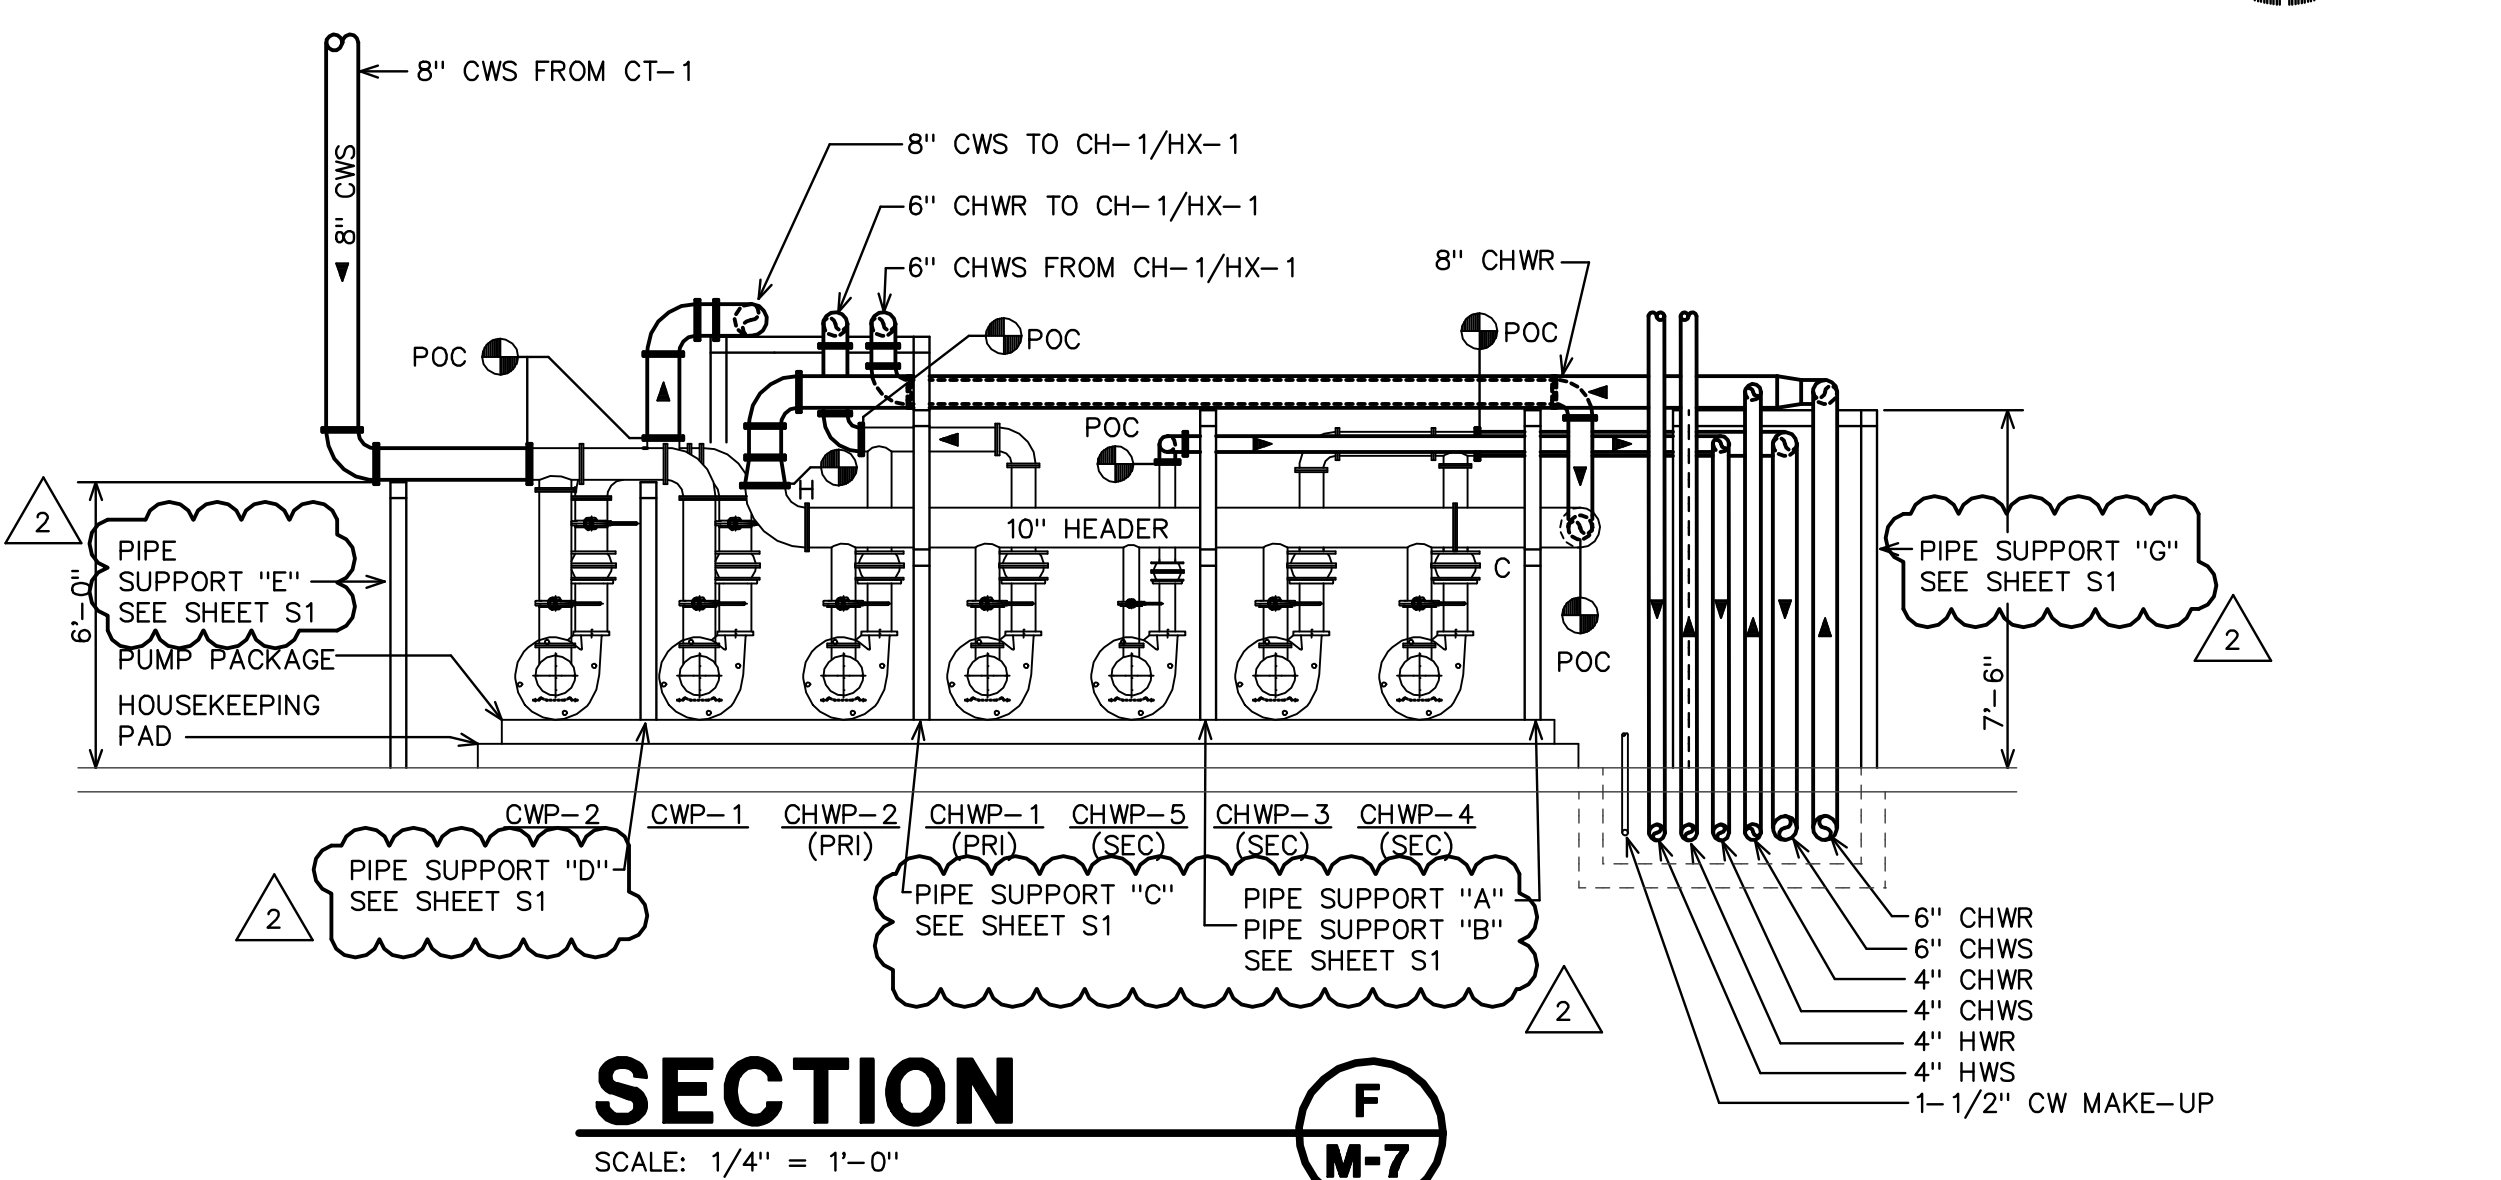 8" CWS FROM CT-1
8" CWS
8" CWS TO CH-1/HX-1
6" CHWR TO CH-1/HX-1
6" CHWS FROM CH-1/HX-1
8" CHWR
POC
POC
POC
POC
H
10" HEADER
C
POC
2
PIPE
SUPPORT "E"
SEE SHEET S1
6'-0"
PUMP PACKAGE
HOUSEKEEPING
PAD
PIPE SUPPORT "G"
SEE SHEET S1
2
7'-6"
CWP-2
CWP-1
CHWP-2
(PRI)
CHWP-1
(PRI)
CHWP-5
(SEC)
CHWP-3
(SEC)
CHWP-4
(SEC)
PIPE SUPPORT "D"
SEE SHEET S1
2
PIPE SUPPORT "C"
SEE SHEET S1
PIPE SUPPORT "A"
PIPE SUPPORT "B"
SEE SHEET S1
2
6" CHWR
6" CHWS
4" CHWR
4" CHWS
4" HWR
4" HWS
1-1/2" CW MAKE-UP
SECTION
F
M-7
SCALE: 1/4" = 1'-0"